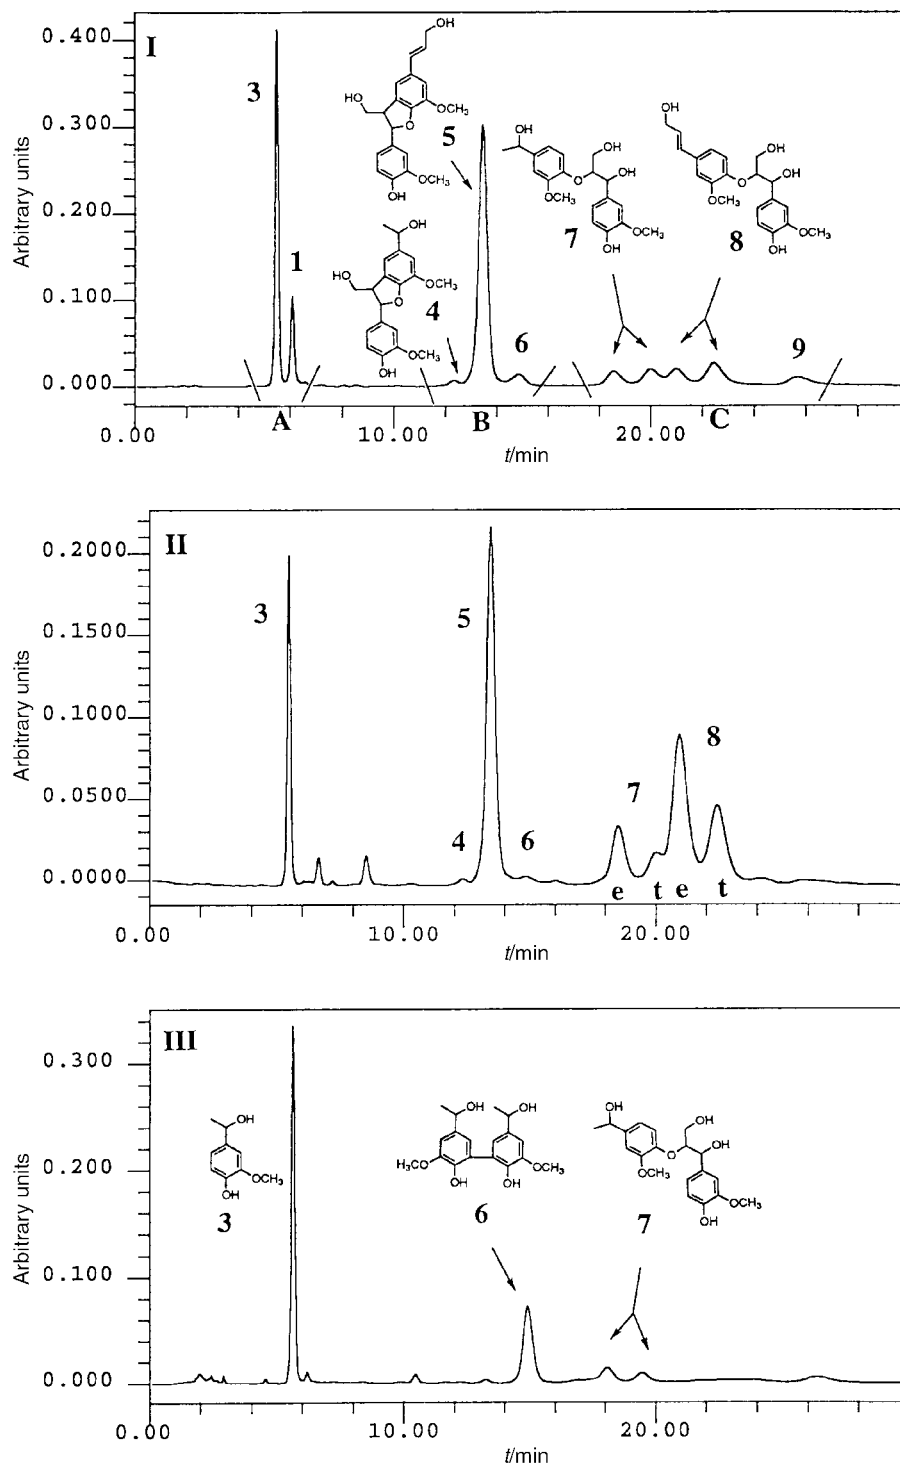 I
Arbitrary units
0.400
0.300
0.200
0.100
0.000
3
1
OH
HO
O
OCH₃
OCH₃
OH
5
OH
HO
O
OCH₃
OCH₃
OH
4
6
OH
HO
O
OH
OCH₃
OCH₃
OH
7
OH
OH
O
OH
OCH₃
OCH₃
OH
8
9
A
B
C
0.00
10.00
20.00
t/min
II
Arbitrary units
0.2000
0.1500
0.1000
0.0500
0.0000
3
5
4
6
7
8
e
t
e
t
0.00
10.00
20.00
t/min
III
Arbitrary units
0.300
0.200
0.100
0.000
OH
OCH₃
OH
3
OH
OH
OCH₃
HO
OH
OCH₃
6
OH
HO
O
OH
OCH₃
OCH₃
OH
7
0.00
10.00
20.00
t/min